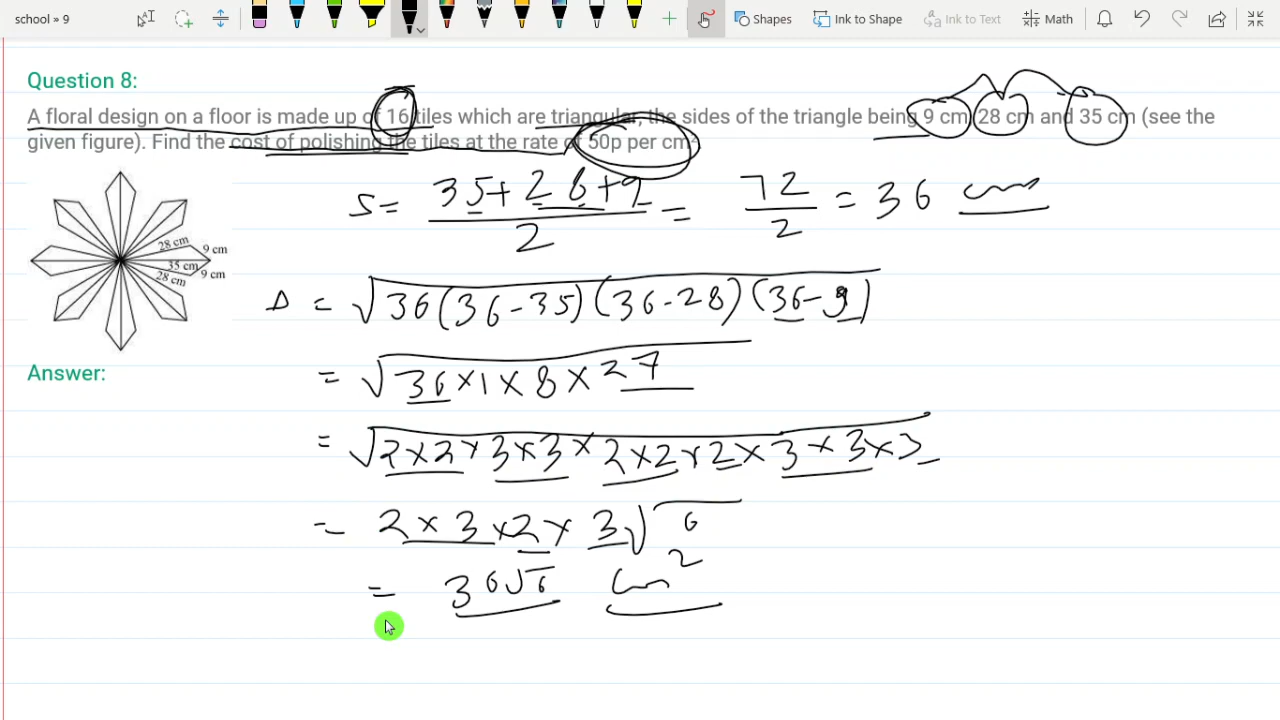 school » 9
Shapes Ink to Shape Ink to Text Math
Question 8:
A floral design on a floor is made up of 16 tiles which are triangular, the sides of the triangle being 9 cm, 28 cm and 35 cm (see the
given figure). Find the cost of polishing the tiles at the rate of 50p per cm².
28 cm
9 cm
35 cm
9 cm
28 cm
Answer:
S = (35+28+9)/2 = 72/2 = 36 cms
Δ = √36(36-35)(36-28)(36-9)
= √36×1×8×27
= √2×2×3×3×2×2×2×3×3×3
= 2×3×2×3√6
= 36√6 cm²